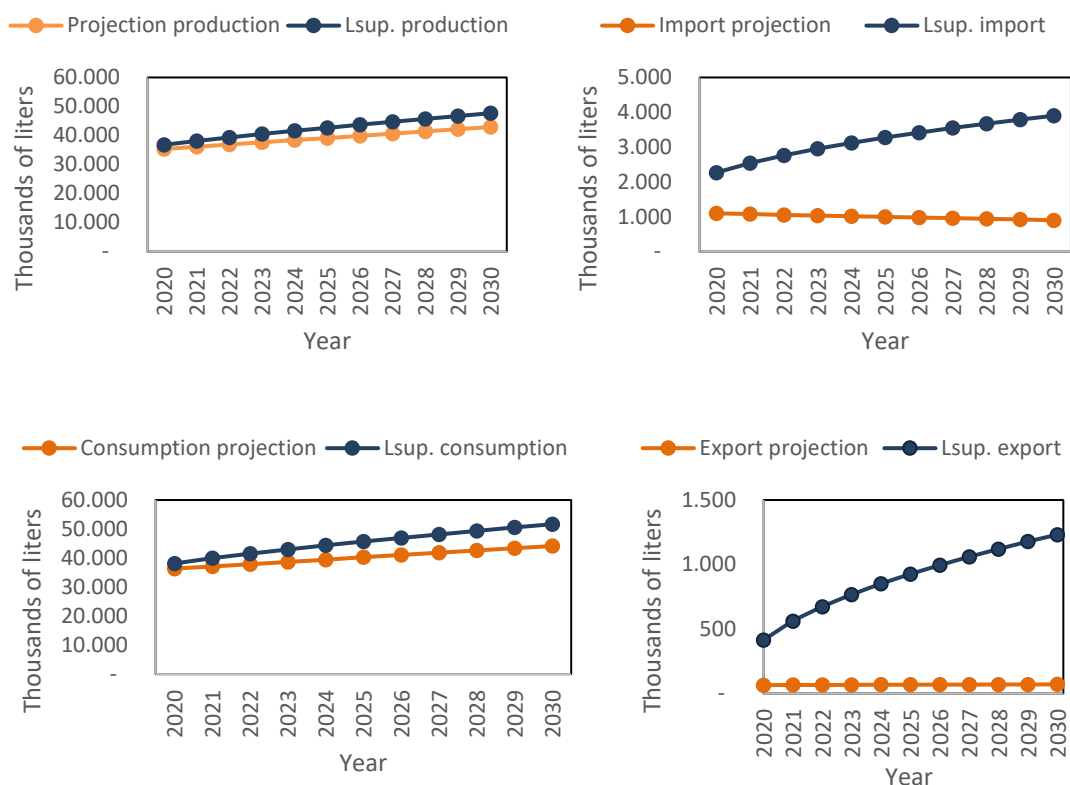 Projection production Lsup. production
60.000
50.000
40.000
30.000
20.000
10.000
-
Thousands of liters
2020 2021 2022 2023 2024 2025 2026 2027 2028 2029 2030
Year
Import projection Lsup. import
5.000
4.000
3.000
2.000
1.000
-
Thousands of liters
2020 2021 2022 2023 2024 2025 2026 2027 2028 2029 2030
Year
Consumption projection Lsup. consumption
60.000
50.000
40.000
30.000
20.000
10.000
-
Thousands of liters
2020 2021 2022 2023 2024 2025 2026 2027 2028 2029 2030
Year
Export projection Lsup. export
1.500
1.000
500
-
Thousands of liters
2020 2021 2022 2023 2024 2025 2026 2027 2028 2029 2030
Year